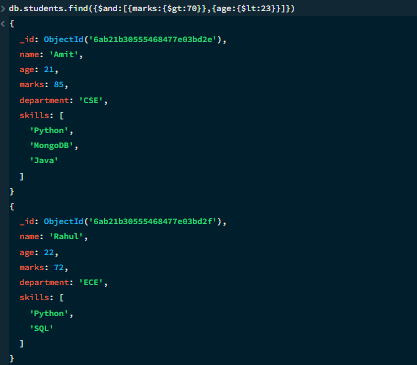 > db.students.find({$and:[{marks:{$gt:70}},{age:{$lt:23}}]})
< {
_id: ObjectId('6ab21b30555468477e03bd2e'),
name: 'Amit',
age: 21,
marks: 85,
department: 'CSE',
skills: [
'Python',
'MongoDB',
'Java'
]
}
{
_id: ObjectId('6ab21b30555468477e03bd2f'),
name: 'Rahul',
age: 22,
marks: 72,
department: 'ECE',
skills: [
'Python',
'SQL'
]
}